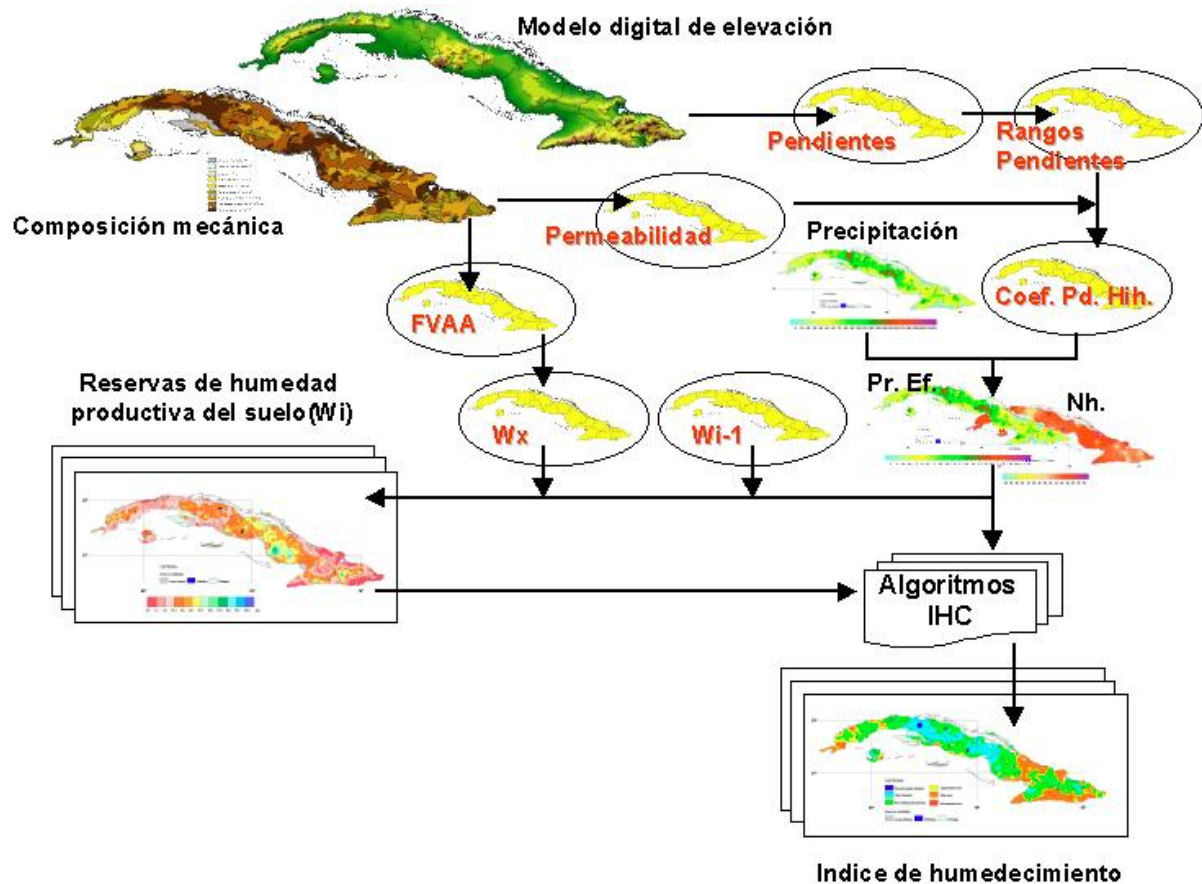 Modelo digital de elevación
Pendientes
Rangos
Pendientes
Composición mecánica
Permeabilidad
Precipitación
Coef. Pd. Hih.
FVAA
Reservas de humedad
productiva del suelo(Wi)
Pr. Ef.
Nh.
Wx
Wi-1
Algoritmos
IHC
Indice de humedecimiento